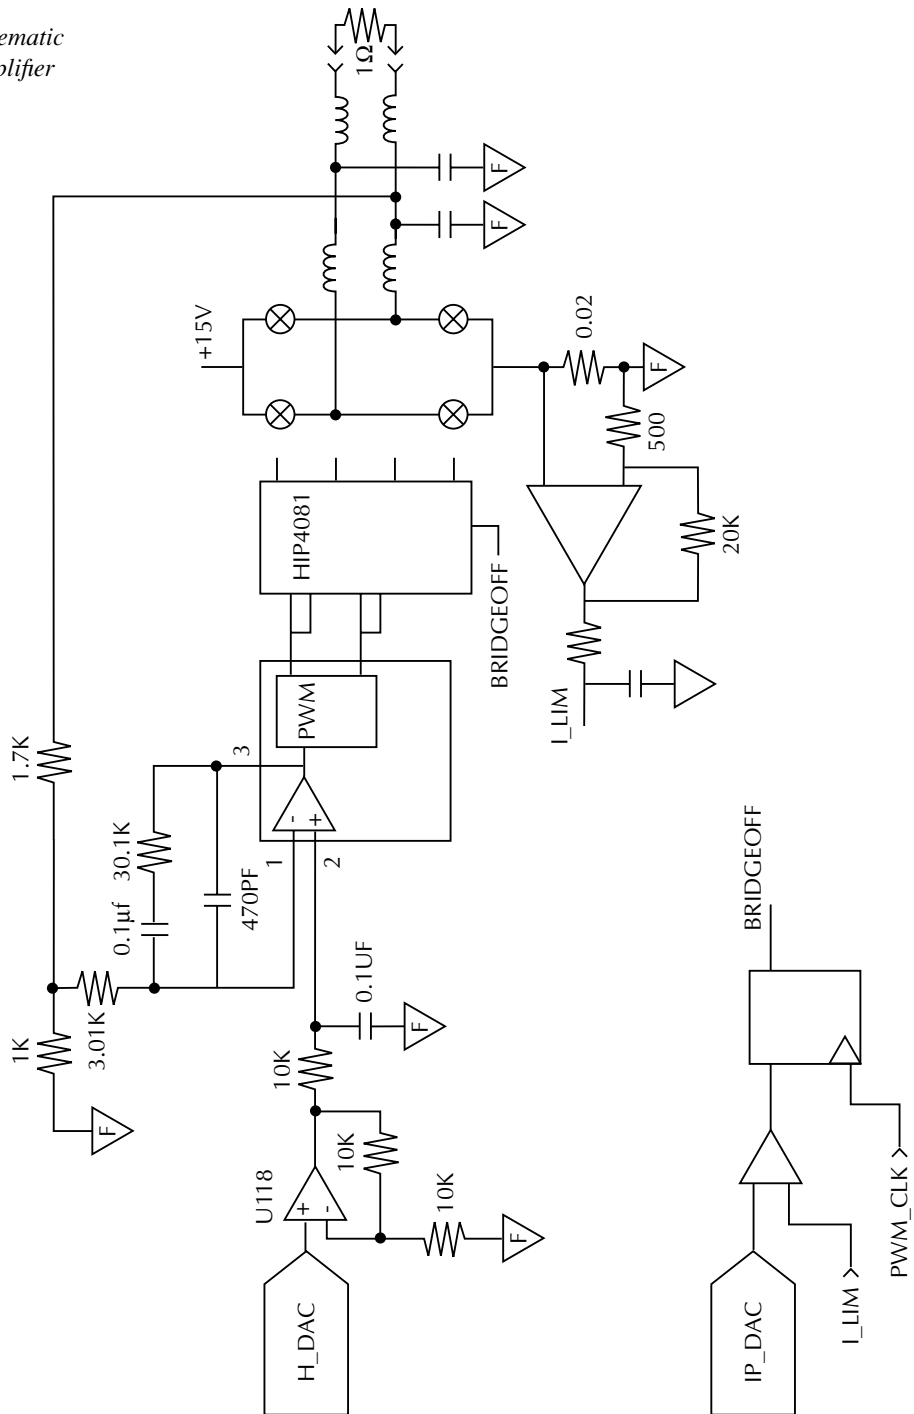 ematic
plifier
1Ω
F
F
+15V
0.02
F
500
20K
HIP4081
BRIDGEOFF
I_LIM
1.7K
3
PWM
-
+
1
2
30.1K
0.1µf
470PF
3.01K
1K
F
0.1UF
F
10K
U118
+
-
10K
10K
F
H_DAC
BRIDGEOFF
PWM_CLK
I_LIM
IP_DAC